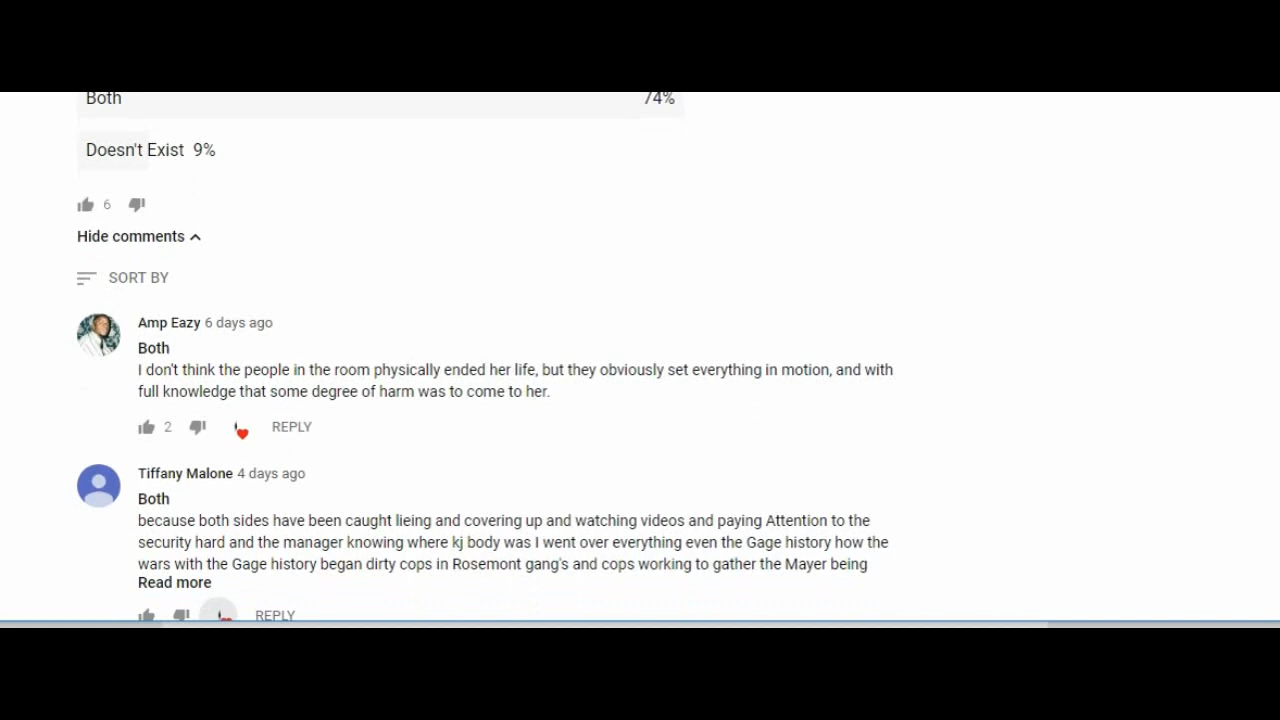 Both 74%
Doesn't Exist 9%
6
Hide comments
SORT BY
Amp Eazy 6 days ago
Both
I don't think the people in the room physically ended her life, but they obviously set everything in motion, and with
full knowledge that some degree of harm was to come to her.
2 REPLY
Tiffany Malone 4 days ago
Both
because both sides have been caught lieing and covering up and watching videos and paying Attention to the
security hard and the manager knowing where kj body was I went over everything even the Gage history how the
wars with the Gage history began dirty cops in Rosemont gang's and cops working to gather the Mayer being
Read more
REPLY